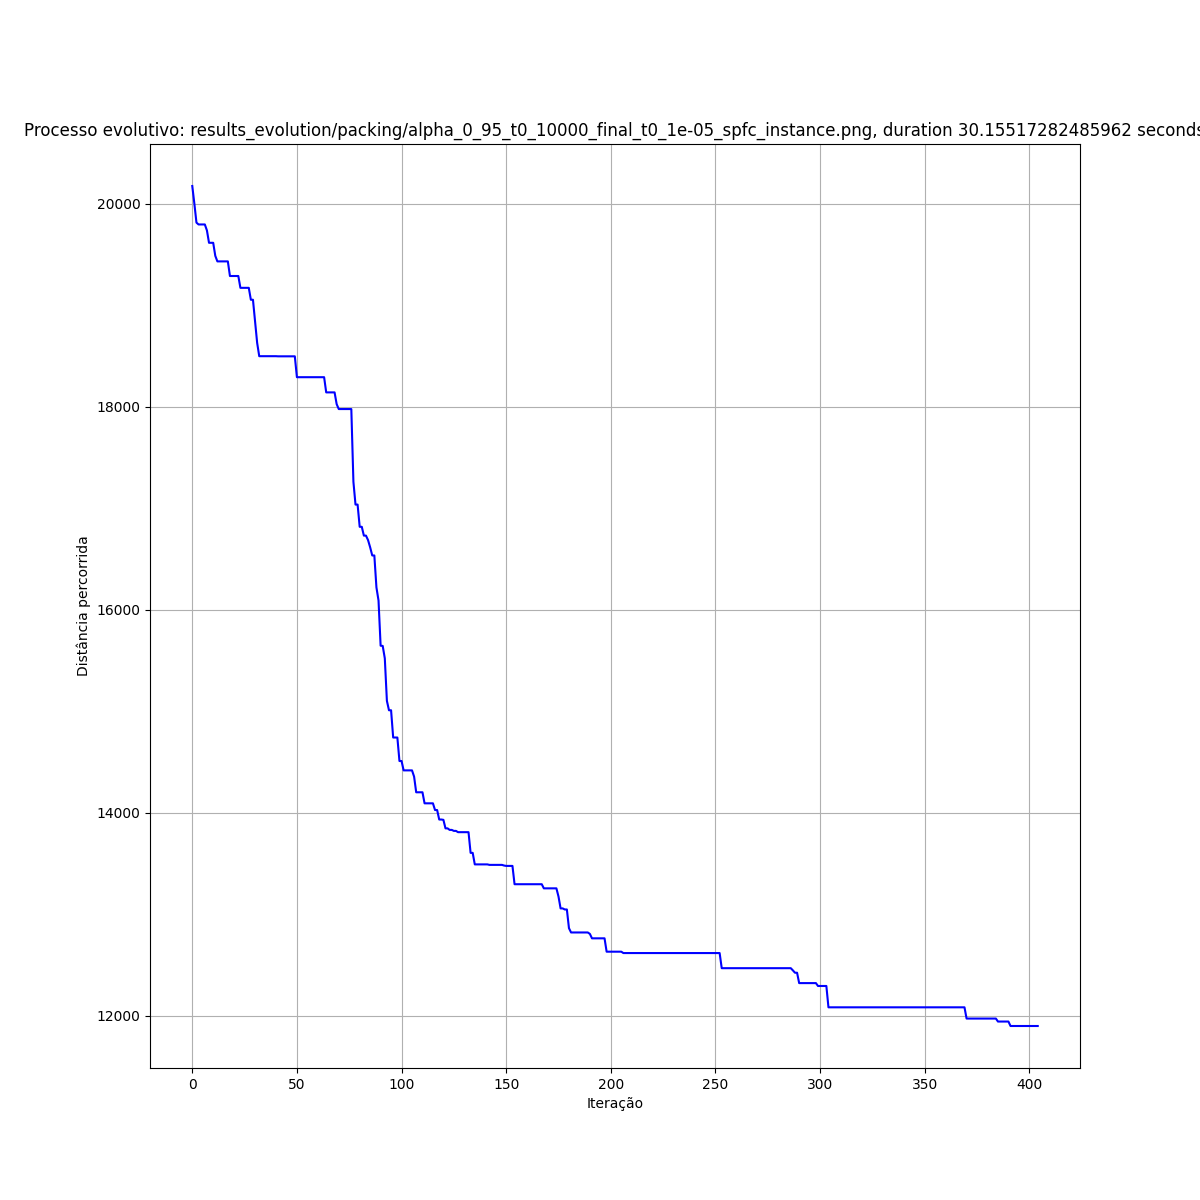 Processo evolutivo: results_evolution/packing/alpha_0_95_t0_10000_final_t0_1e-05_spfc_instance.png, duration 30.15517282485962 seconds
20000
18000
16000
14000
12000
Distância percorrida
0 50 100 150 200 250 300 350 400
Iteração